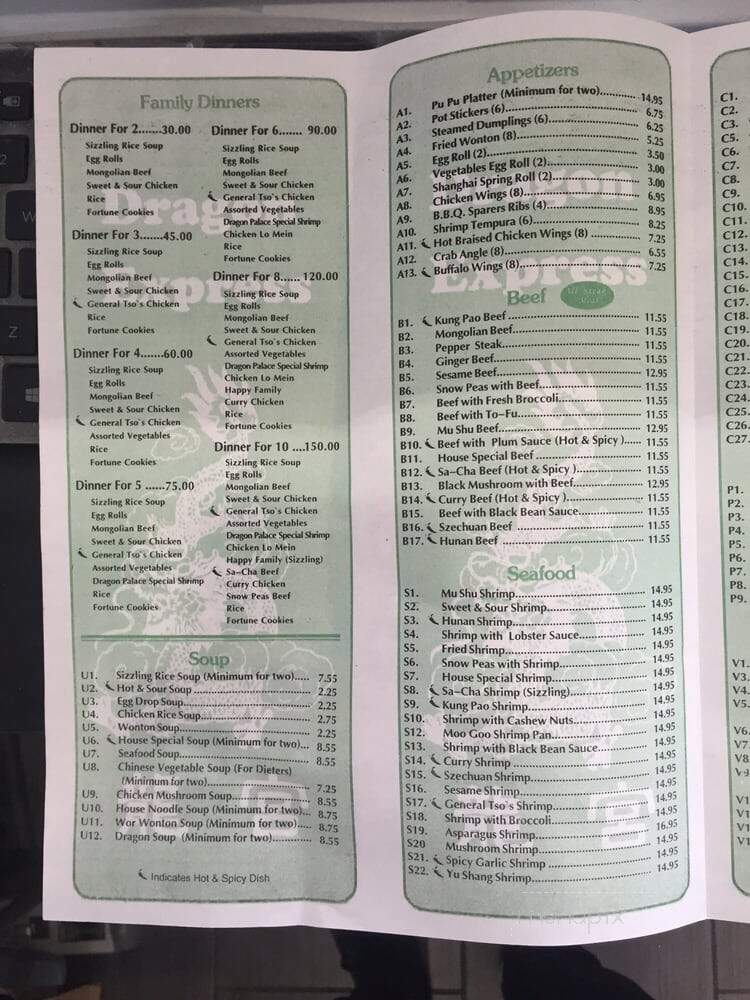 Family Dinners
Dinner For 2.......30.00
Sizzling Rice Soup
Egg Rolls
Mongolian Beef
Sweet & Sour Chicken
Rice
Fortune Cookies
Dinner For 3......45.00
Sizzling Rice Soup
Egg Rolls
Mongolian Beef
Sweet & Sour Chicken
General Tso's Chicken
Rice
Fortune Cookies
Dinner For 4.......60.00
Sizzling Rice Soup
Egg Rolls
Mongolian Beef
Sweet & Sour Chicken
General Tso's Chicken
Assorted Vegetables
Rice
Fortune Cookies
Dinner For 5 ......75.00
Sizzling Rice Soup
Egg Rolls
Mongolian Beef
Sweet & Sour Chicken
General Tso's Chicken
Assorted Vegetables
Dragon Palace Special Shrimp
Rice
Fortune Cookies
Dinner For 6....... 90.00
Sizzling Rice Soup
Egg Rolls
Mongolian Beef
Sweet & Sour Chicken
General Tso's Chicken
Assorted Vegetables
Dragon Palace Special Shrimp
Chicken Lo Mein
Rice
Fortune Cookies
Dinner For 8...... 120.00
Sizzling Rice Soup
Egg Rolls
Mongolian Beef
Sweet & Sour Chicken
General Tso's Chicken
Assorted Vegetables
Dragon Palace Special Shrimp
Chicken Lo Mein
Happy Family
Curry Chicken
Rice
Fortune Cookies
Dinner For 10 ....150.00
Sizzling Rice Soup
Egg Rolls
Mongolian Beef
Sweet & Sour Chicken
General Tso's Chicken
Assorted Vegetables
Dragon Palace Special Shrimp
Chicken Lo Mein
Happy Family (Sizzling)
Sa-Cha Beef
Curry Chicken
Snow Peas Beef
Rice
Fortune Cookies
Soup
U1. Sizzling Rice Soup (Minimum for two)..... 7.55
U2. Hot & Sour Soup ........ 2.25
U3. Egg Drop Soup........ 2.25
U4. Chicken Rice Soup........ 2.75
U5. Wonton Soup........ 2.25
U6. House Special Soup (Minimum for two)... 8.55
U7. Seafood Soup........ 8.55
U8. Chinese Vegetable Soup (For Dieters)
(Minimum for two)........ 7.25
U9. Chicken Mushroom Soup........ 8.55
U10. House Noodle Soup (Minimum for two)... 8.75
U11. Wor Wonton Soup (Minimum for two)..... 8.75
U12. Dragon Soup (Minimum for two)........ 8.55
Indicates Hot & Spicy Dish
Appetizers
A1. Pu Pu Platter (Minimum for two)........ 14.95
A2. Pot Stickers (6)........ 6.75
A3. Steamed Dumplings (6)........ 6.25
A4. Fried Wonton (8)........ 5.25
A5. Egg Roll (2)........ 3.50
A6. Vegetables Egg Roll (2)........ 3.00
A7. Shanghai Spring Roll (2)........ 3.00
A8. Chicken Wings (8)........ 6.95
A9. B.B.Q. Sparers Ribs (4)........ 8.95
A10. Shrimp Tempura (6)........ 8.25
A11. Hot Braised Chicken Wings (8) ........ 7.25
A12. Crab Angle (8)........ 6.55
A13. Buffalo Wings (8)........ 7.25
Beef
B1. Kung Pao Beef ........ 11.55
B2. Mongolian Beef........ 11.55
B3. Pepper Steak........ 11.55
B4. Ginger Beef........ 11.55
B5. Sesame Beef........ 12.95
B6. Snow Peas with Beef........ 11.55
B7. Beef with Fresh Broccoli........ 11.55
B8. Beef with To-Fu........ 11.55
B9. Mu Shu Beef........ 12.95
B10. Beef with Plum Sauce (Hot & Spicy )..... 11.55
B11. House Special Beef ........ 11.55
B12. Sa-Cha Beef (Hot & Spicy )........ 11.55
B13. Black Mushroom with Beef........ 12.95
B14. Curry Beef (Hot & Spicy )........ 11.55
B15. Beef with Black Bean Sauce........ 11.55
B16. Szechuan Beef ........ 11.55
B17. Hunan Beef ........ 11.55
Seafood
S1. Mu Shu Shrimp........ 14.95
S2. Sweet & Sour Shrimp........ 14.95
S3. Hunan Shrimp........ 14.95
S4. Shrimp with Lobster Sauce........ 14.95
S5. Fried Shrimp........ 14.95
S6. Snow Peas with Shrimp........ 14.95
S7. House Special Shrimp ........ 14.95
S8. Sa-Cha Shrimp (Sizzling)........ 14.95
S9. Kung Pao Shrimp........ 14.95
S10. Shrimp with Cashew Nuts........ 14.95
S12. Moo Goo Shrimp Pan........ 14.95
S13. Shrimp with Black Bean Sauce........ 14.95
S14. Curry Shrimp ........ 14.95
S15. Szechuan Shrimp........ 14.95
S16. Sesame Shrimp........ 14.95
S17. General Tso's Shrimp........ 14.95
S18. Shrimp with Broccoli........ 14.95
S19. Asparagus Shrimp........ 16.95
S20 Mushroom Shrimp........ 14.95
S21. Spicy Garlic Shrimp ........ 14.95
S22. Yu Shang Shrimp........ 14.95
C1.
C2.
C3.
C5.
C6.
C7.
C8.
C9.
C10.
C11.
C12.
C13.
C14.
C15.
C16.
C17.
C18.
C19.
C20.
C21.
C22.
C23.
C24.
C25.
C26.
C27.
P1.
P2.
P3.
P4.
P5.
P6.
P7.
P8.
P9.
V1.
V3.
V4.
V5.
V6.
V7.
V8